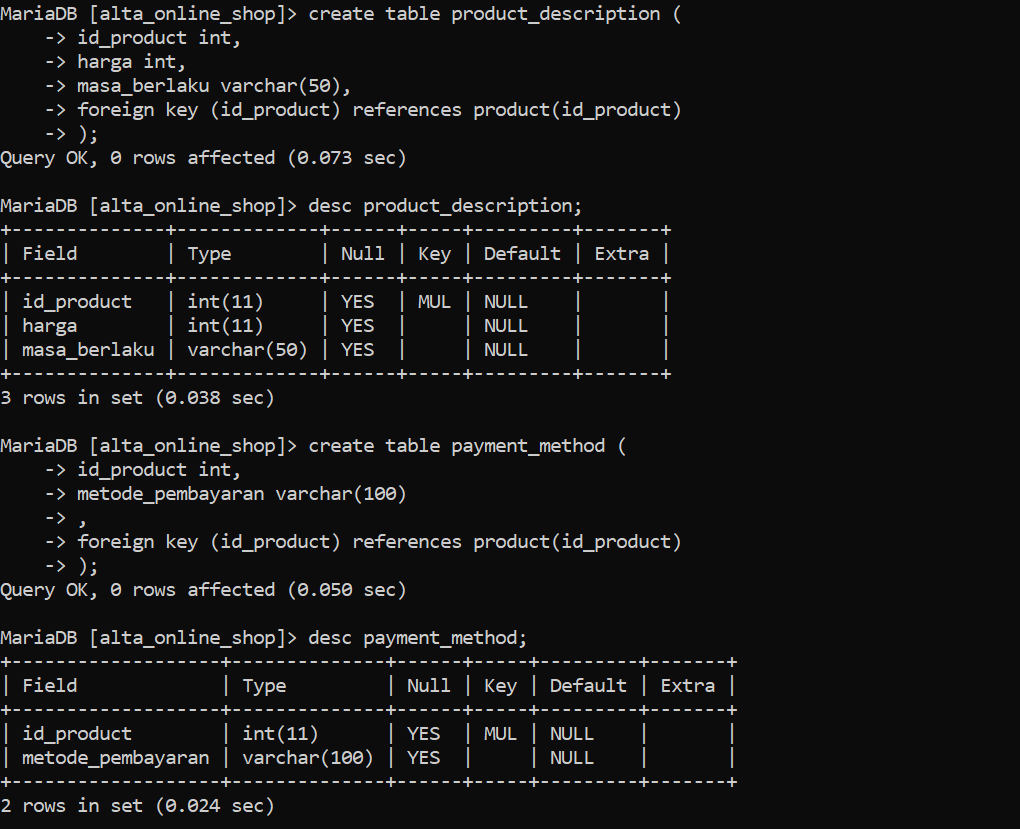 MariaDB [alta_online_shop]> create table product_description (
    -> id_product int,
    -> harga int,
    -> masa_berlaku varchar(50),
    -> foreign key (id_product) references product(id_product)
    -> );
Query OK, 0 rows affected (0.073 sec)

MariaDB [alta_online_shop]> desc product_description;
+--------------+-------------+------+-----+---------+-------+
| Field        | Type        | Null | Key | Default | Extra |
+--------------+-------------+------+-----+---------+-------+
| id_product   | int(11)     | YES  | MUL | NULL    |       |
| harga        | int(11)     | YES  |     | NULL    |       |
| masa_berlaku | varchar(50) | YES  |     | NULL    |       |
+--------------+-------------+------+-----+---------+-------+
3 rows in set (0.038 sec)

MariaDB [alta_online_shop]> create table payment_method (
    -> id_product int,
    -> metode_pembayaran varchar(100)
    -> ,
    -> foreign key (id_product) references product(id_product)
    -> );
Query OK, 0 rows affected (0.050 sec)

MariaDB [alta_online_shop]> desc payment_method;
+-------------------+--------------+------+-----+---------+-------+
| Field             | Type         | Null | Key | Default | Extra |
+-------------------+--------------+------+-----+---------+-------+
| id_product        | int(11)      | YES  | MUL | NULL    |       |
| metode_pembayaran | varchar(100) | YES  |     | NULL    |       |
+-------------------+--------------+------+-----+---------+-------+
2 rows in set (0.024 sec)